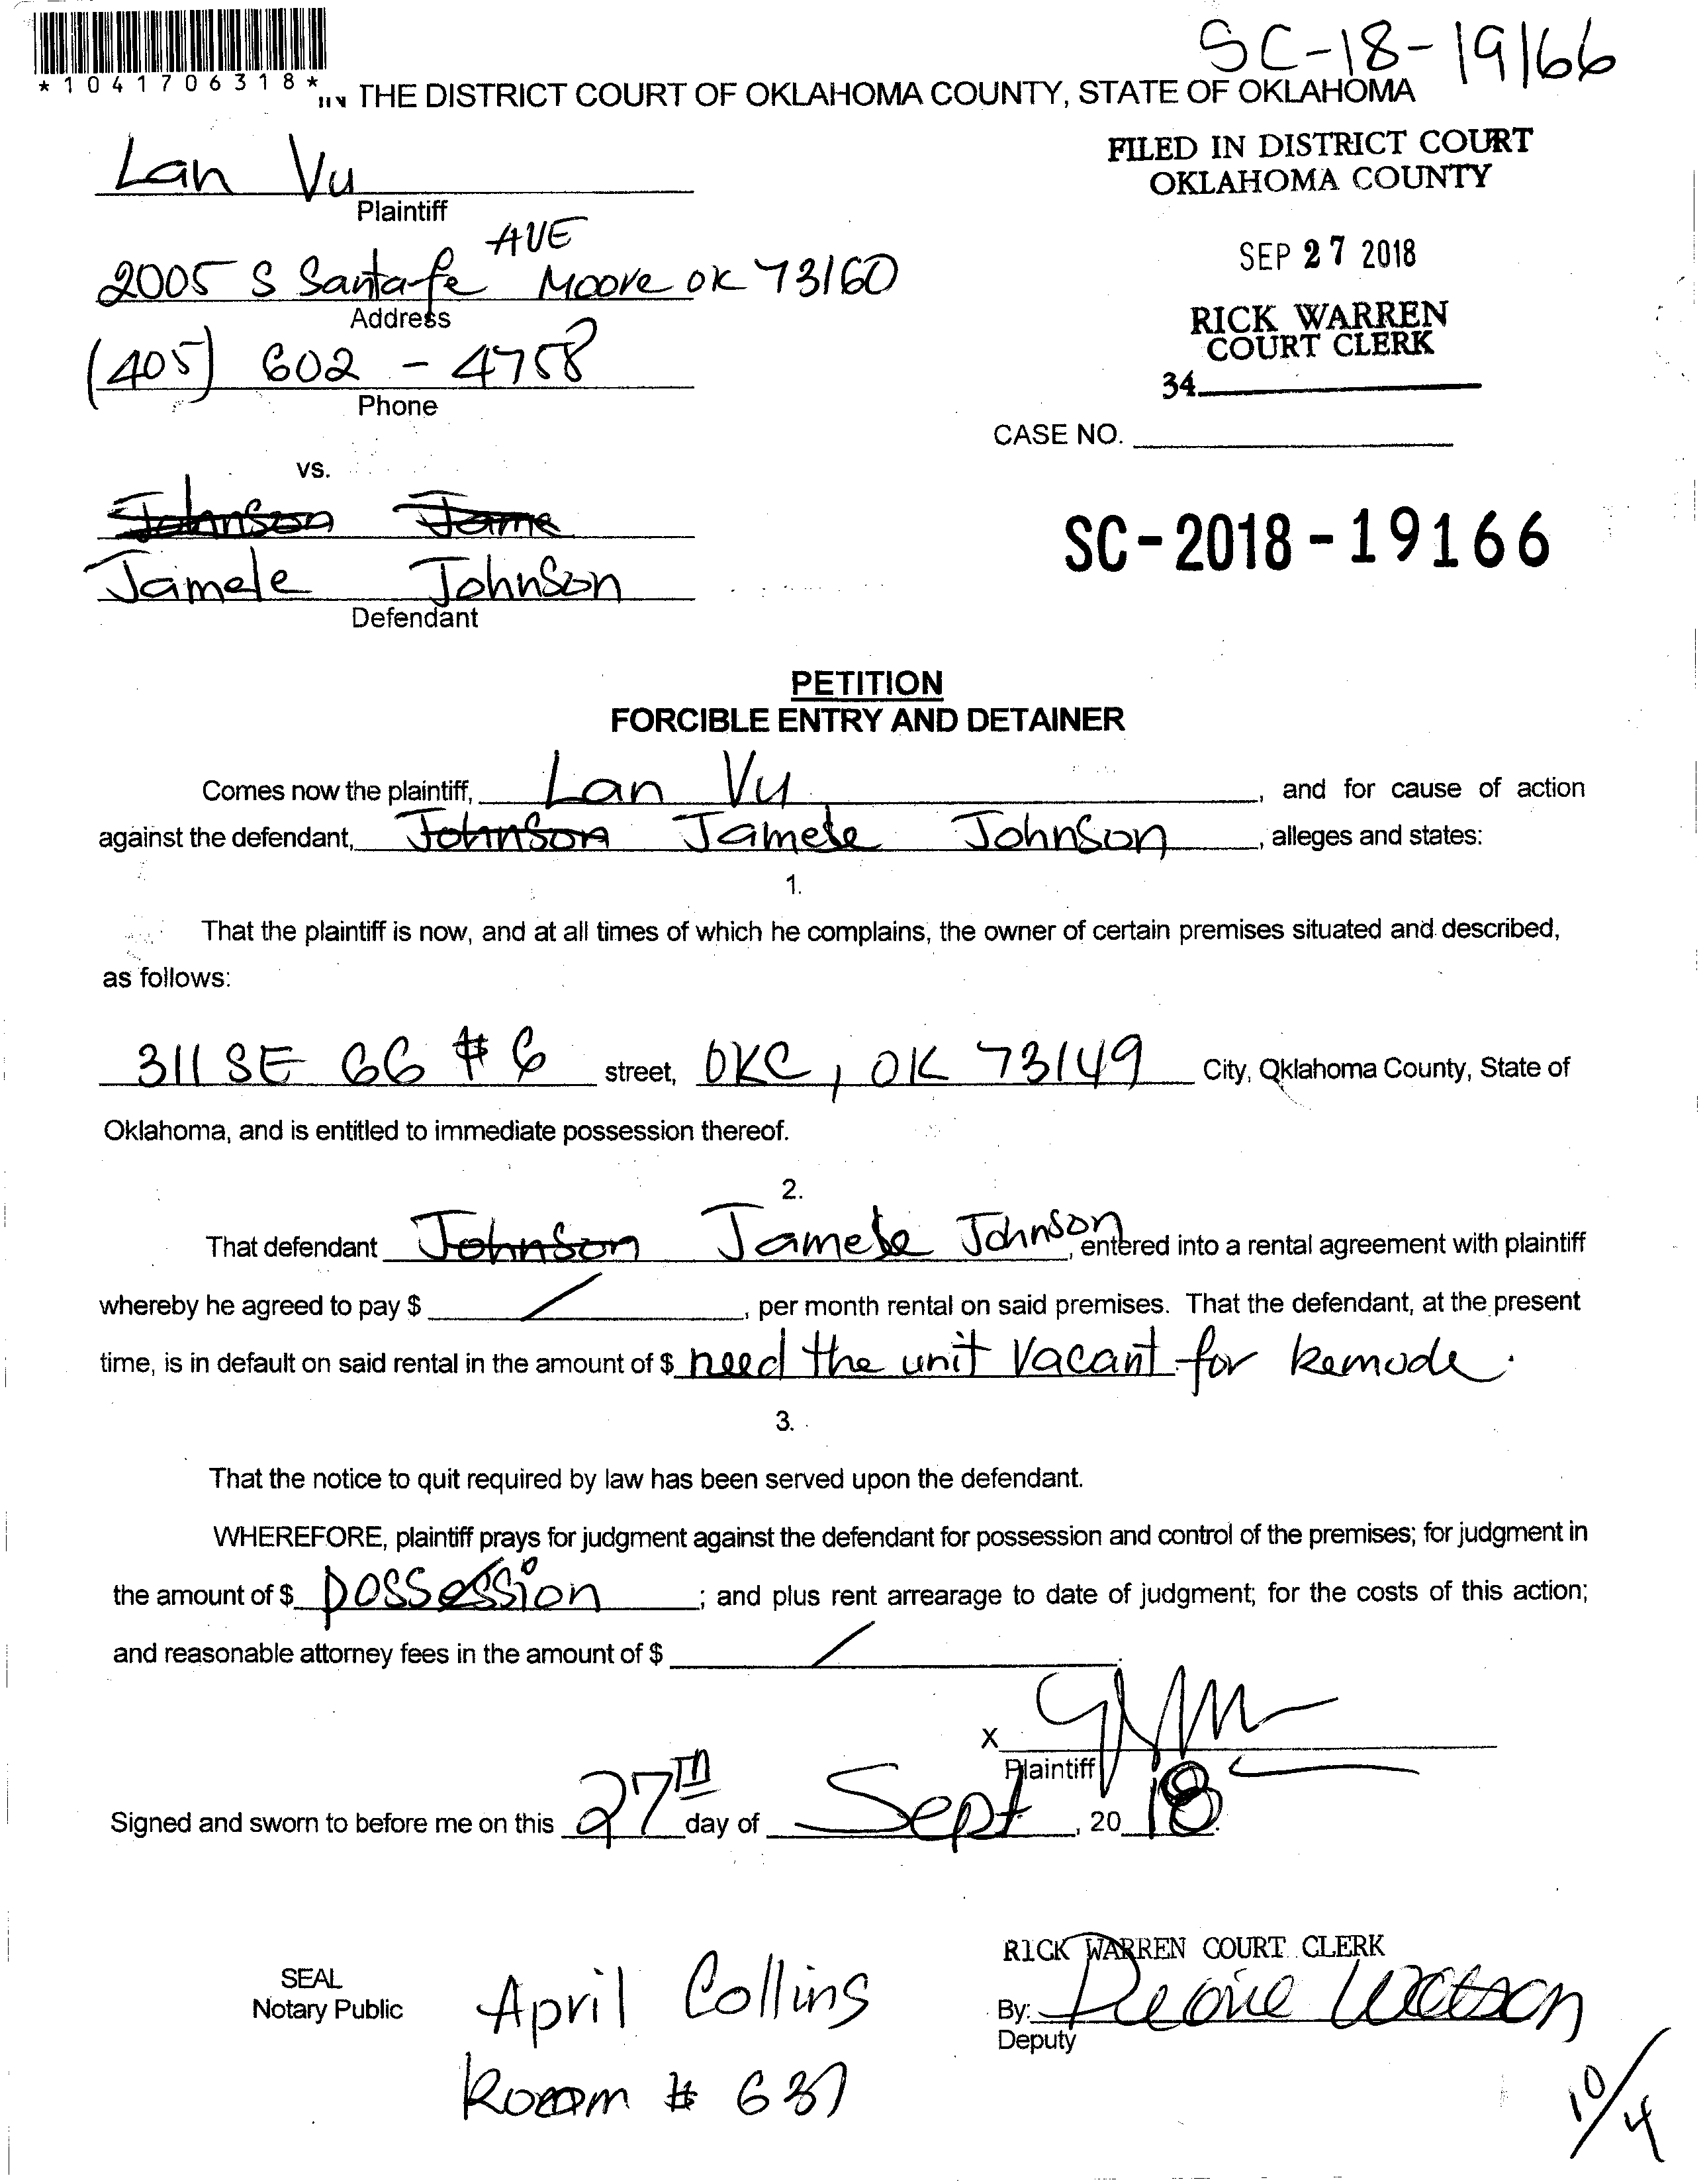 SC-18-19166
*1041706318*
IN THE DISTRICT COURT OF OKLAHOMA COUNTY, STATE OF OKLAHOMA
Lan Vu
Plaintiff
FILED IN DISTRICT COURT
OKLAHOMA COUNTY
AVE
2005 S Santa fe Moore OK 73160
Address
SEP 27 2018
(405) 602 - 4758
Phone
RICK WARREN
COURT CLERK
34
CASE NO.
vs.
Johnson Jame
Jamele Johnson
Defendant
SC-2018-19166
PETITION
FORCIBLE ENTRY AND DETAINER
Comes now the plaintiff, Lan Vu, and for cause of action
against the defendant, Johnson Jamele Johnson, alleges and states:
1.
That the plaintiff is now, and at all times of which he complains, the owner of certain premises situated and described,
as follows:
311 SE 66 # 6 street, OKC, OK 73149 City, Oklahoma County, State of
Oklahoma, and is entitled to immediate possession thereof.
2.
That defendant Johnson Jamele Johnson, entered into a rental agreement with plaintiff
whereby he agreed to pay $ /, per month rental on said premises. That the defendant, at the present
time, is in default on said rental in the amount of $ need the unit vacant for Remode.
3.
That the notice to quit required by law has been served upon the defendant.
WHEREFORE, plaintiff prays for judgment against the defendant for possession and control of the premises; for judgment in
the amount of $ possession; and plus rent arrearage to date of judgment; for the costs of this action;
and reasonable attorney fees in the amount of $ /.
X
Plaintiff
Signed and sworn to before me on this 27TH day of Sept, 20 18.
RICK WARREN COURT CLERK
SEAL
Notary Public
April Collins
By: Watson
Deputy
Room # 637
10/4